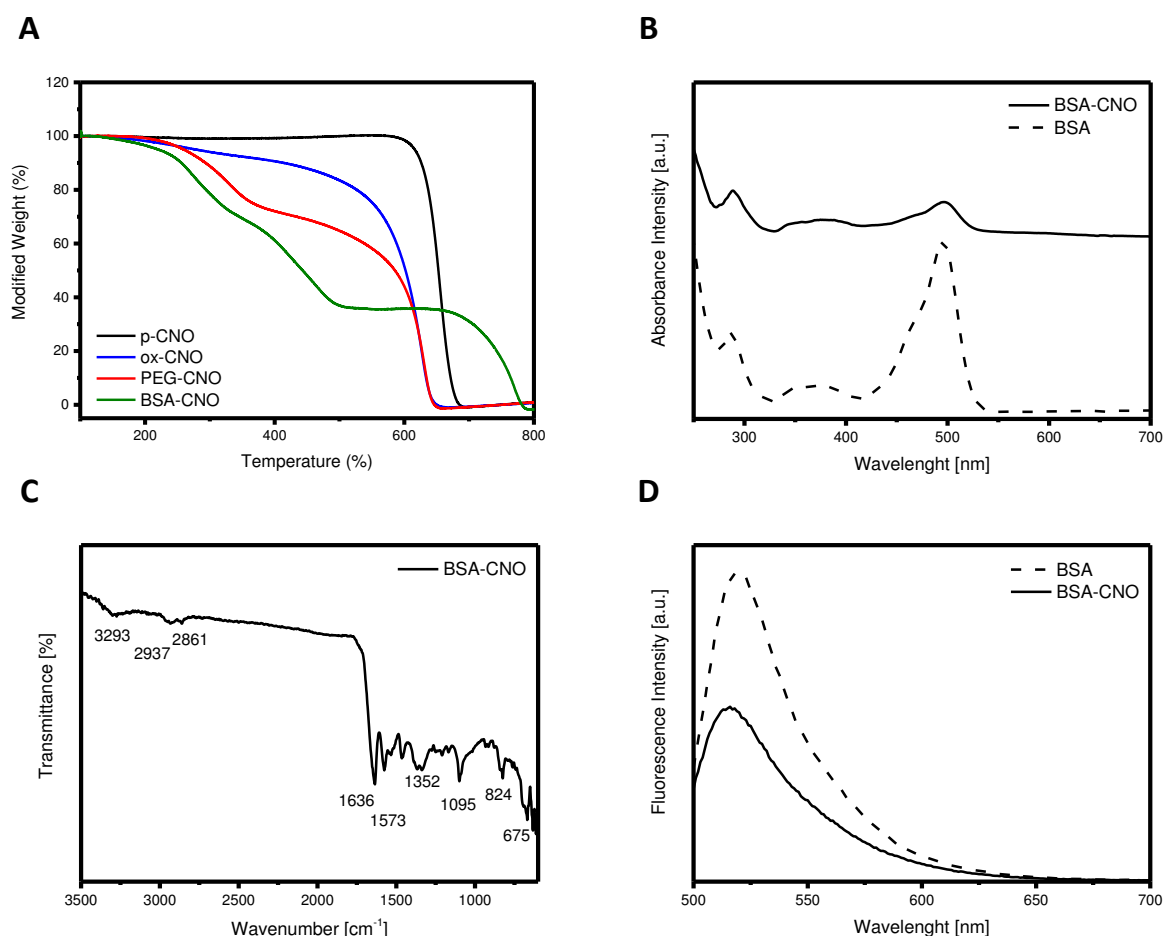 A
120
100
80
60
40
20
0
Modified Weight (%)
p-CNO
ox-CNO
PEG-CNO
BSA-CNO
200 400 600 800
Temperature (%)
B
BSA-CNO
BSA
Absorbance Intensity [a.u.]
300 400 500 600 700
Wavelenght [nm]
C
BSA-CNO
Transmittance [%]
3293
2937
2861
1636
1573
1352
1095
824
675
3500 3000 2500 2000 1500 1000
Wavenumber [cm⁻¹]
D
BSA
BSA-CNO
Fluorescence Intensity [a.u.]
500 550 600 650 700
Wavelenght [nm]